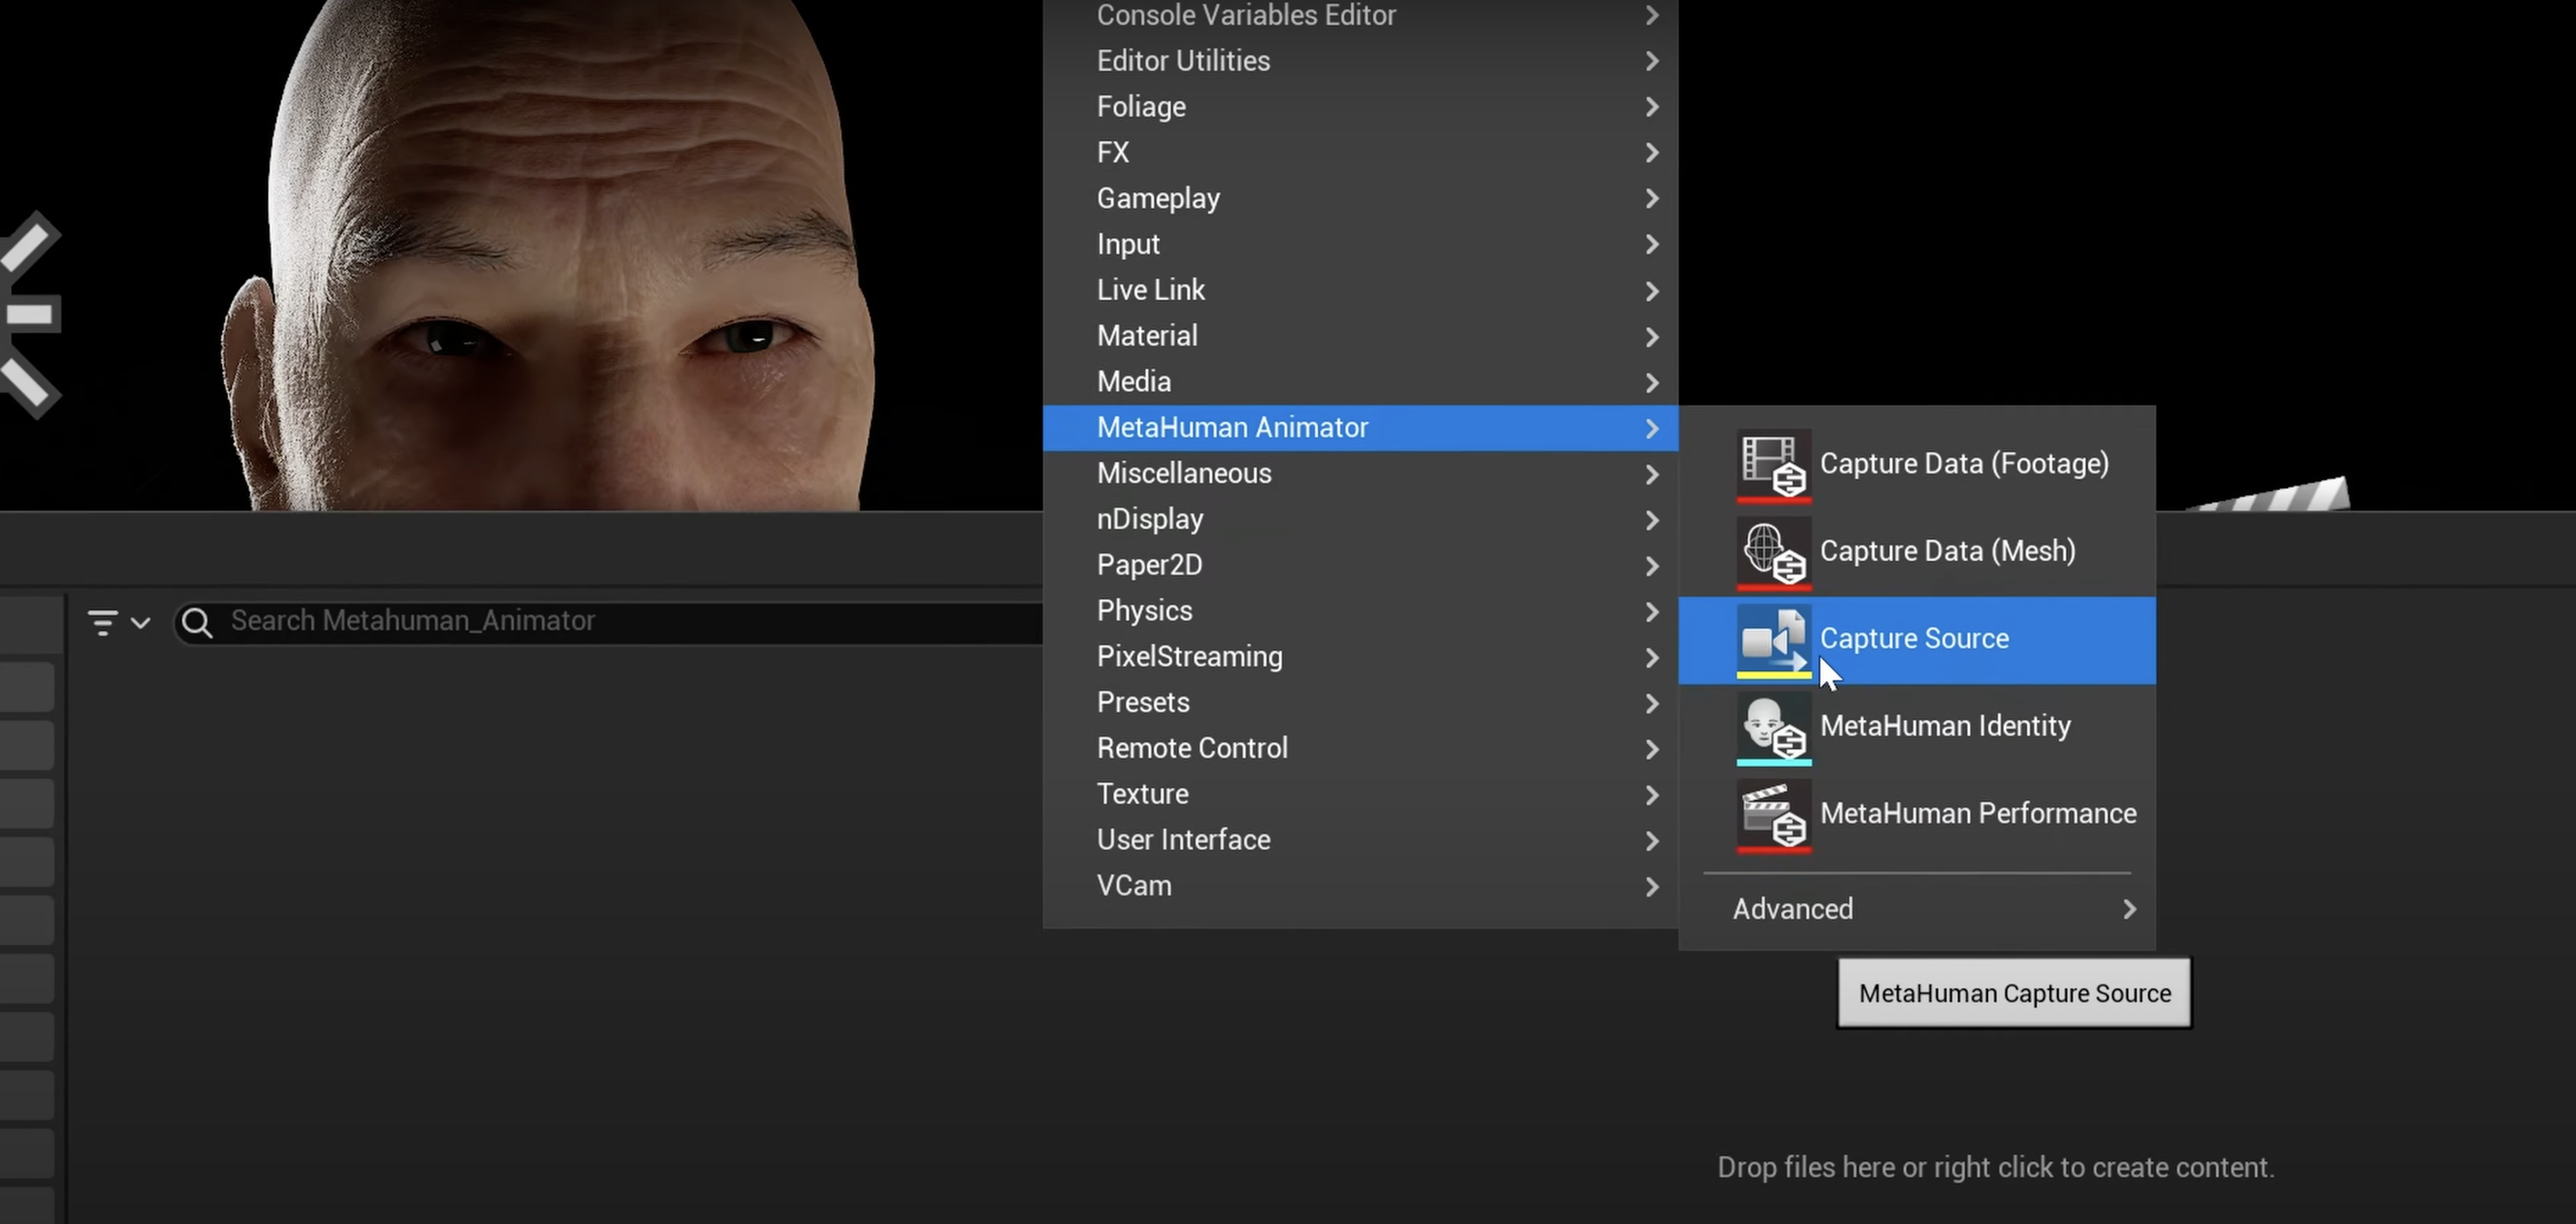 Console Variables Editor
Editor Utilities
Foliage
FX
Gameplay
Input
Live Link
Material
Media
MetaHuman Animator
Miscellaneous
nDisplay
Paper2D
Physics
PixelStreaming
Presets
Remote Control
Texture
User Interface
VCam
Capture Data (Footage)
Capture Data (Mesh)
Capture Source
MetaHuman Identity
MetaHuman Performance
Advanced
MetaHuman Capture Source
Search Metahuman_Animator
Drop files here or right click to create content.